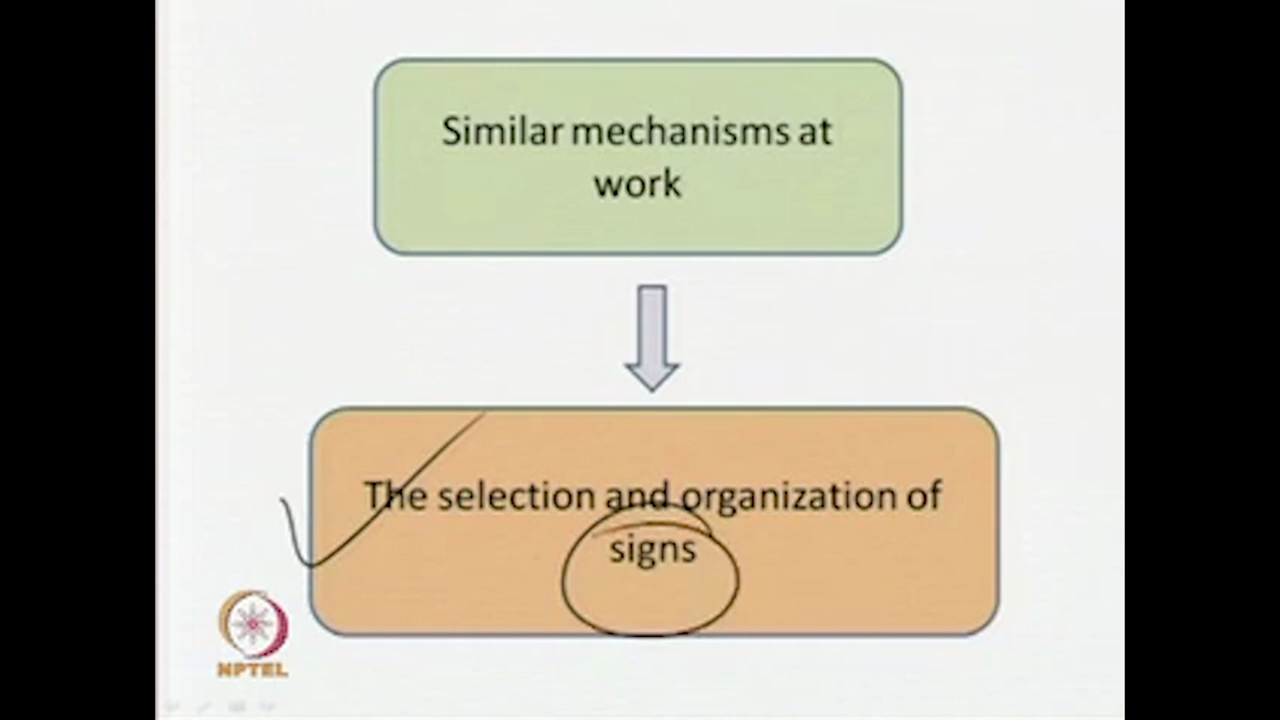 Similar mechanisms at
work
The selection and organization of
signs
NPTEL